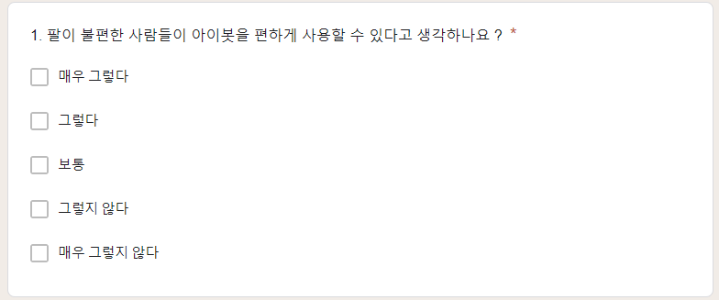 1. 팔이 불편한 사람들이 아이봇을 편하게 사용할 수 있다고 생각하나요 ? *
매우 그렇다
그렇다
보통
그렇지 않다
매우 그렇지 않다